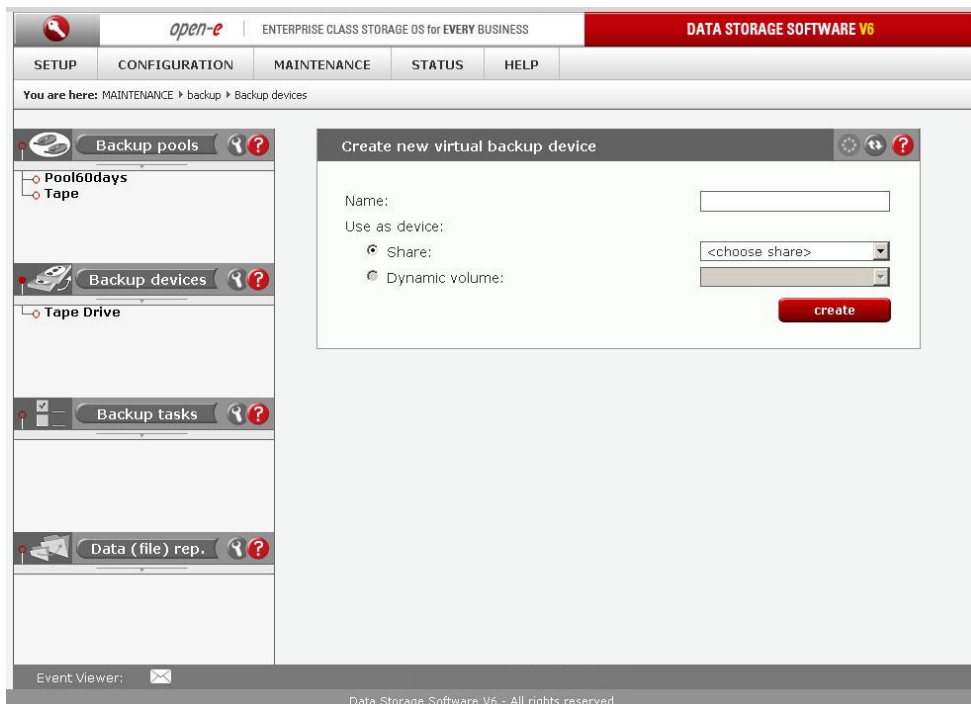 open-e ENTERPRISE CLASS STORAGE OS for EVERY BUSINESS DATA STORAGE SOFTWARE V6
SETUP CONFIGURATION MAINTENANCE STATUS HELP
You are here: MAINTENANCE backup Backup devices
Backup pools ?
Pool60days
Tape
Backup devices ?
Tape Drive
Backup tasks ?
Data (file) rep. ?
Create new virtual backup device ?
Name:
Use as device:
Share: <choose share>
Dynamic volume:
create
Event Viewer:
Data Storage Software V6 - All rights reserved